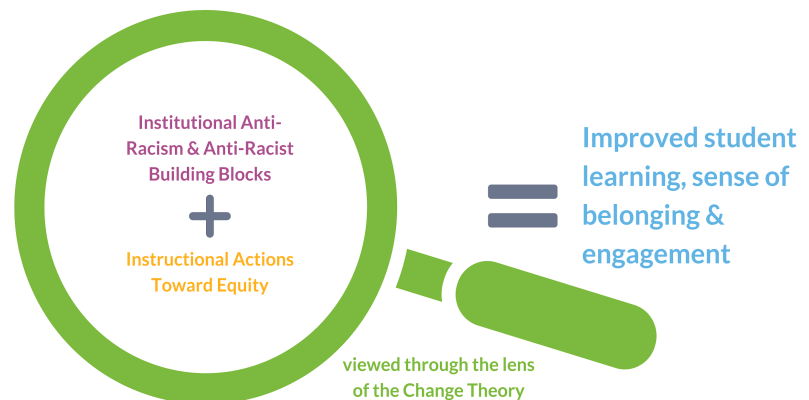 Institutional Anti-
Racism & Anti-Racist
Building Blocks
+
Instructional Actions
Toward Equity
=
Improved student
learning, sense of
belonging &
engagement
viewed through the lens
of the Change Theory